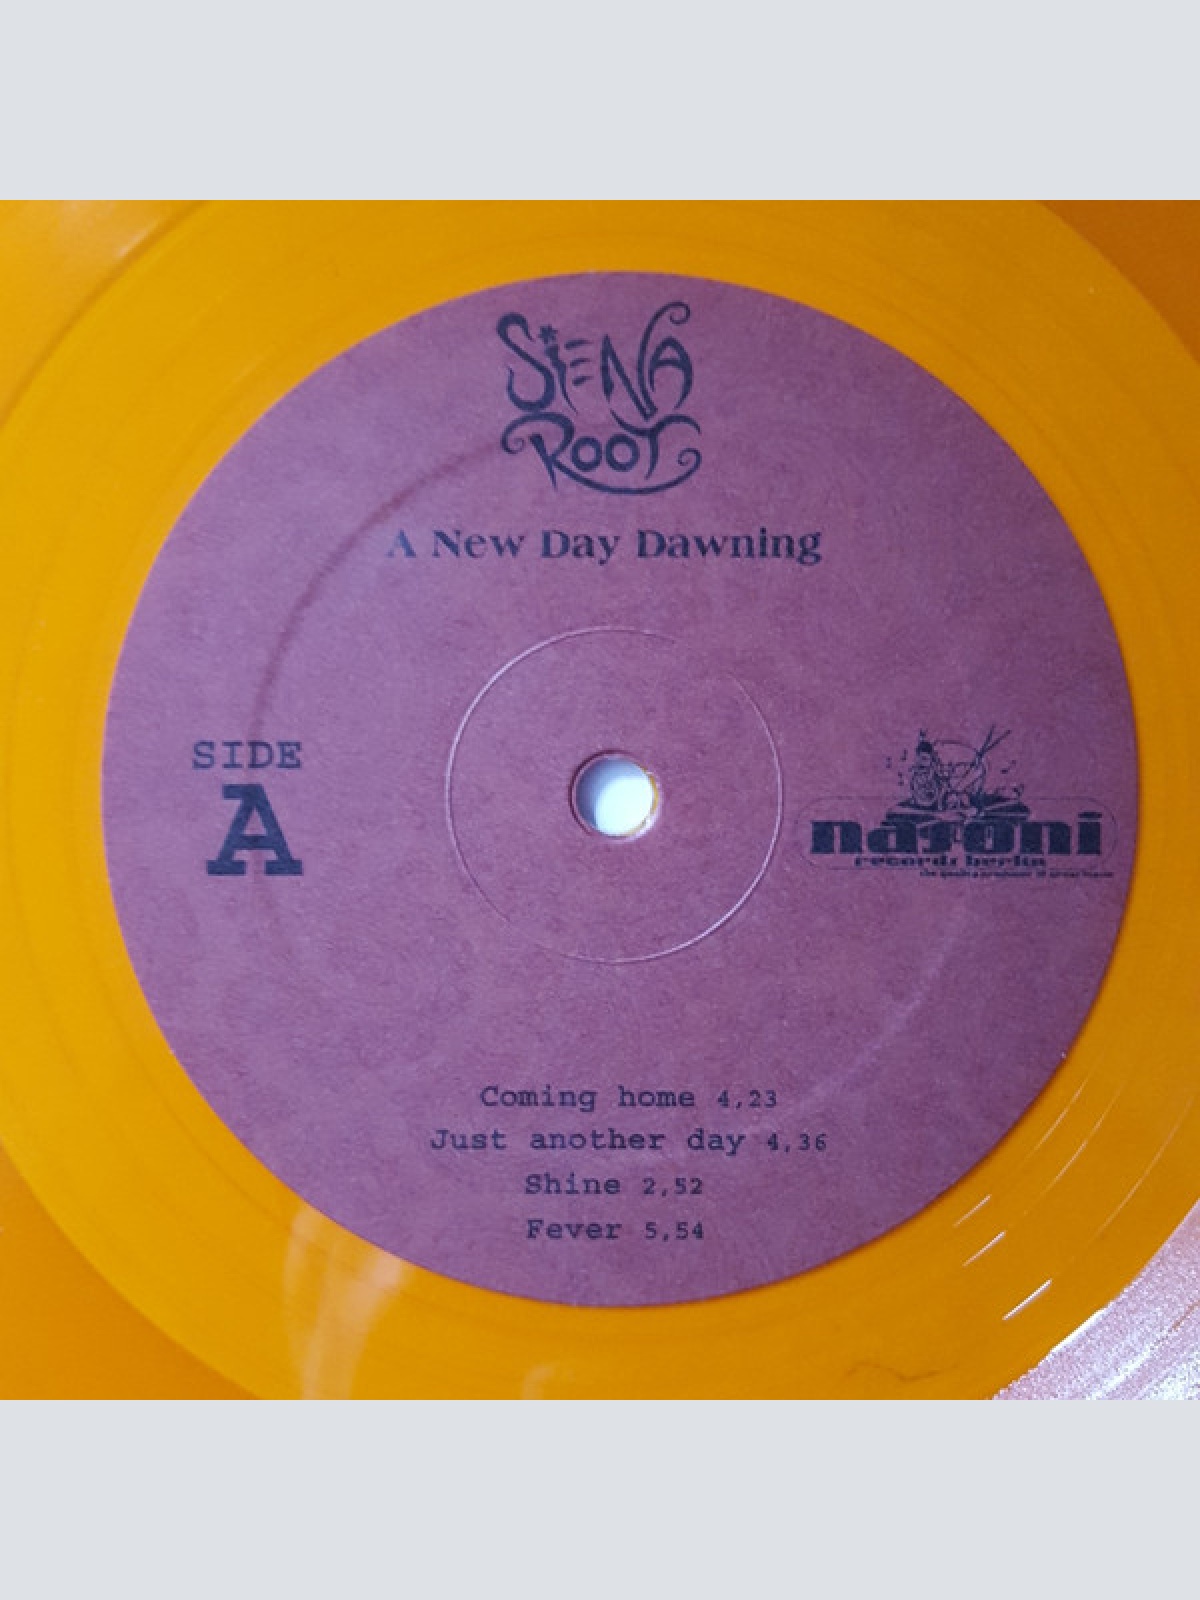 SIENA
ROOT
A New Day Dawning
SIDE
A
nasoni
records berlin
Coming home 4,23
Just another day 4,36
Shine 2,52
Fever 5,54